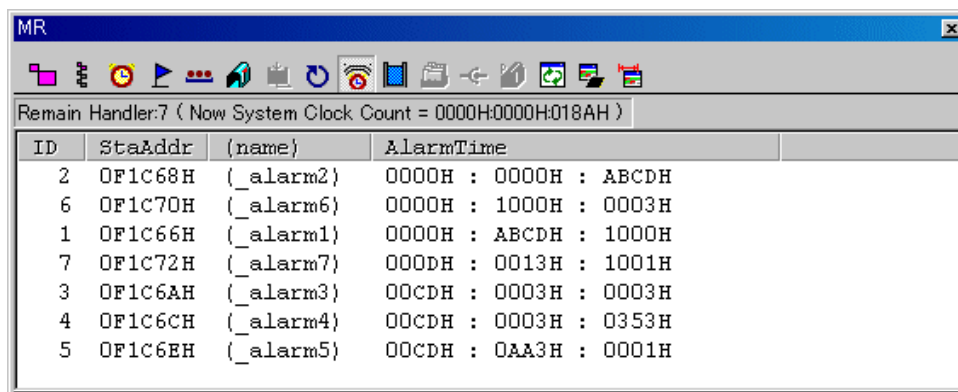 MR
Remain Handler:7 ( Now System Clock Count = 0000H:0000H:018AH )
ID StaAddr (name) AlarmTime
2 0F1C68H (_alarm2) 0000H : 0000H : ABCDH
6 0F1C70H (_alarm6) 0000H : 1000H : 0003H
1 0F1C66H (_alarm1) 0000H : ABCDH : 1000H
7 0F1C72H (_alarm7) 000DH : 0013H : 1001H
3 0F1C6AH (_alarm3) 00CDH : 0003H : 0003H
4 0F1C6CH (_alarm4) 00CDH : 0003H : 0353H
5 0F1C6EH (_alarm5) 00CDH : 0AA3H : 0001H